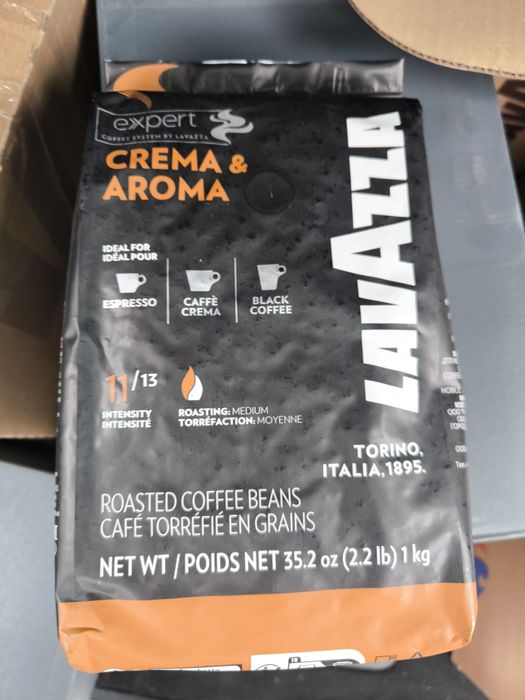 expert
COFFEE SYSTEM BY LAVAZZA
CREMA &
AROMA
LAVAZZA
IDEAL FOR
IDÉAL POUR
ESPRESSO
CAFFÈ
CREMA
BLACK
COFFEE
11/13
INTENSITY
INTENSITÉ
ROASTING: MEDIUM
TORRÉFACTION: MOYENNE
TORINO,
ITALIA, 1895.
ROASTED COFFEE BEANS
CAFÉ TORRÉFIÉ EN GRAINS
NET WT / POIDS NET 35.2 oz (2.2 lb) 1 kg